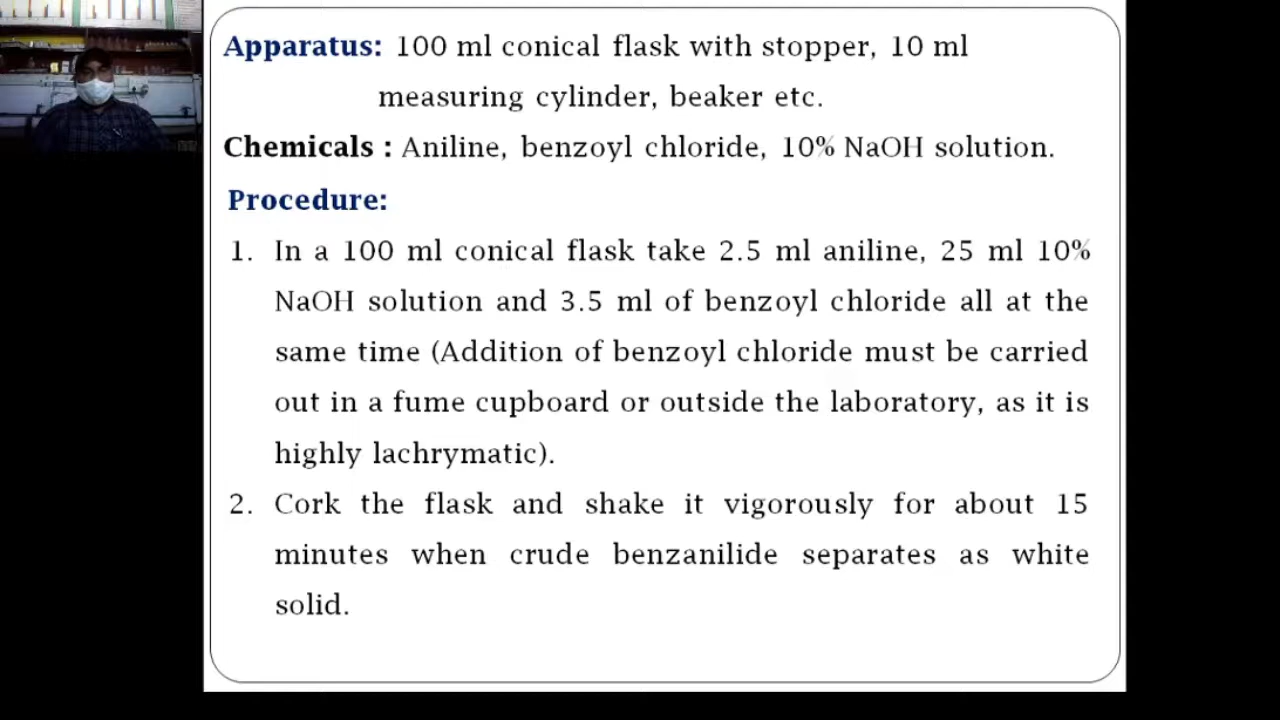 Apparatus: 100 ml conical flask with stopper, 10 ml
measuring cylinder, beaker etc.
Chemicals : Aniline, benzoyl chloride, 10% NaOH solution.
Procedure:
1. In a 100 ml conical flask take 2.5 ml aniline, 25 ml 10%
NaOH solution and 3.5 ml of benzoyl chloride all at the
same time (Addition of benzoyl chloride must be carried
out in a fume cupboard or outside the laboratory, as it is
highly lachrymatic).
2. Cork the flask and shake it vigorously for about 15
minutes when crude benzanilide separates as white
solid.